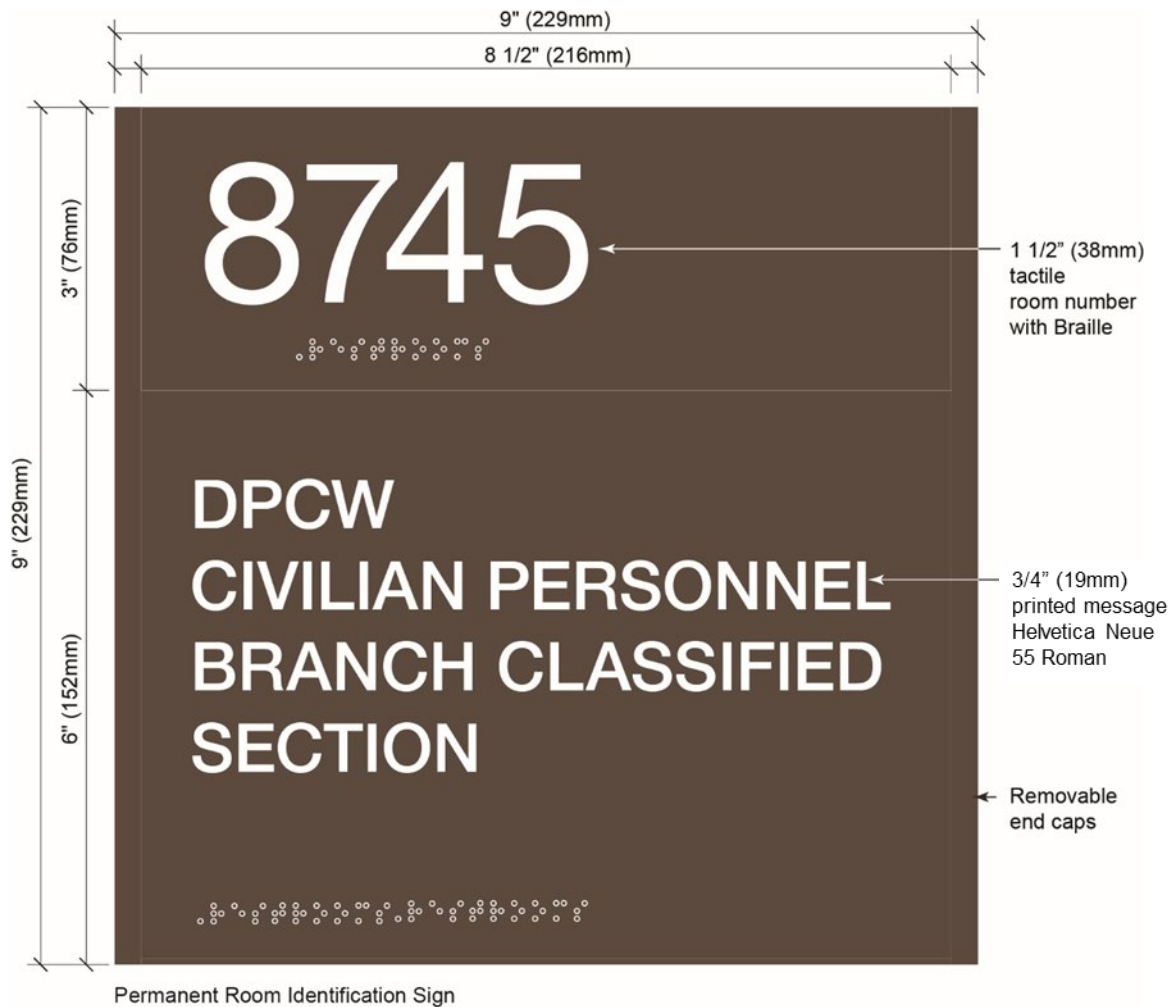 9" (229mm)
8 1/2" (216mm)
3" (76mm)
9" (229mm)
6" (152mm)
8745
1 1/2” (38mm)
tactile
room number
with Braille
DPCW
CIVILIAN PERSONNEL
BRANCH CLASSIFIED
SECTION
3/4” (19mm)
printed message
Helvetica Neue
55 Roman
Removable
end caps
Permanent Room Identification Sign